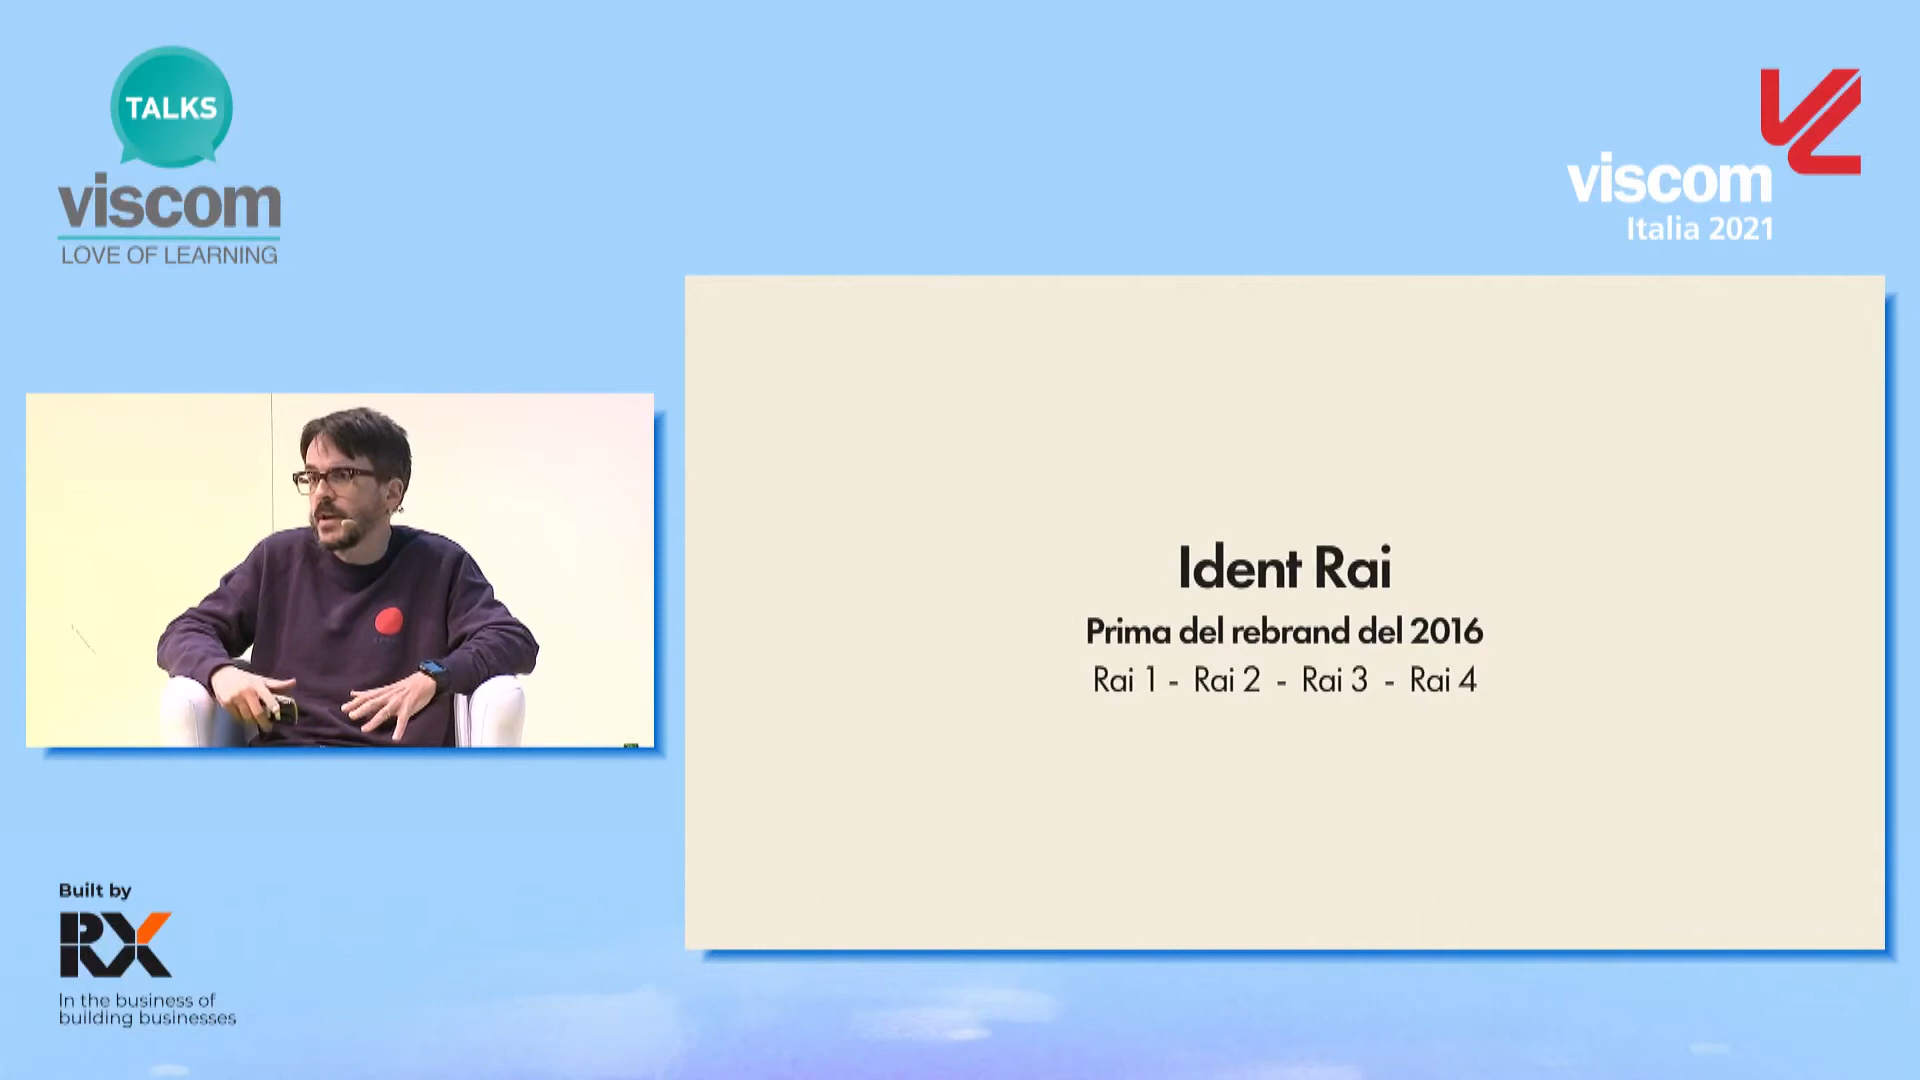 TALKS
viscom
LOVE OF LEARNING
viscom
Italia 2021
Ident Rai
Prima del rebrand del 2016
Rai 1 - Rai 2 - Rai 3 - Rai 4
Built by
RX
In the business of
building businesses